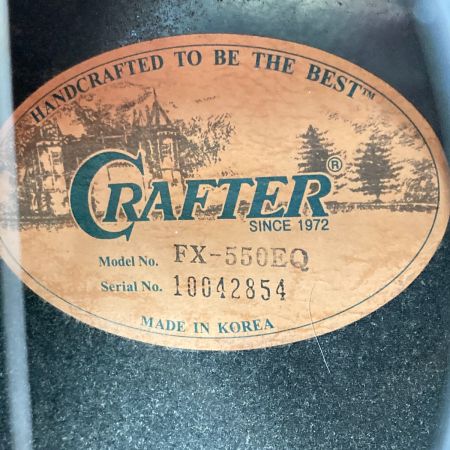 HANDCRAFTED TO BE THE BEST™
CRAFTER®
SINCE 1972
Model No. FX-550EQ
Serial No. 10042854
MADE IN KOREA